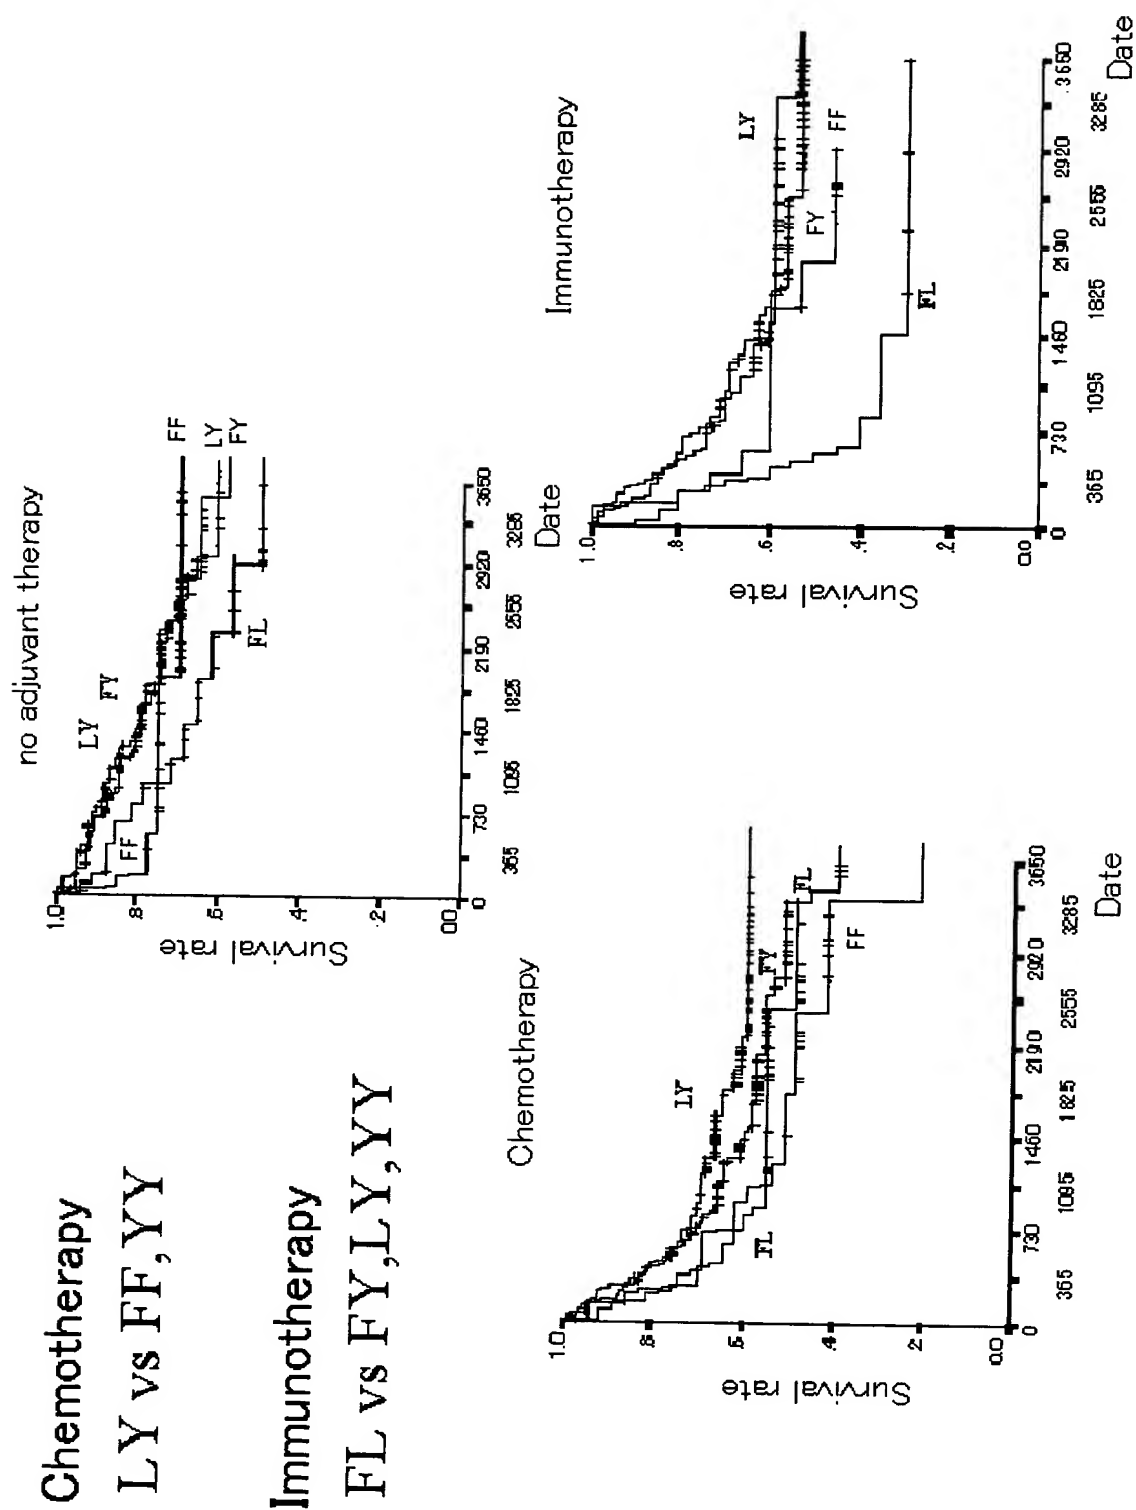 Chemotherapy
LY vs FF,YY
Immunotherapy
FL vs FY,LY,YY
no adjuvant therapy
Survival rate
1.0
.8
.6
.4
.2
0.0
LY
FY
FF
FL
FF
LY
FY
0 730 1460 2190 2920 3650
365 1095 1825 2555 3285
Date
Chemotherapy
Survival rate
1.0
.8
.6
.4
.2
0.0
LY
FY
FL
FL
FF
0 730 1460 2190 2920 3650
365 1095 1825 2555 3285
Date
Immunotherapy
Survival rate
1.0
.8
.6
.4
.2
0.0
LY
FY
FF
FL
0 730 1460 2190 2920 3650
365 1095 1825 2555 3285
Date